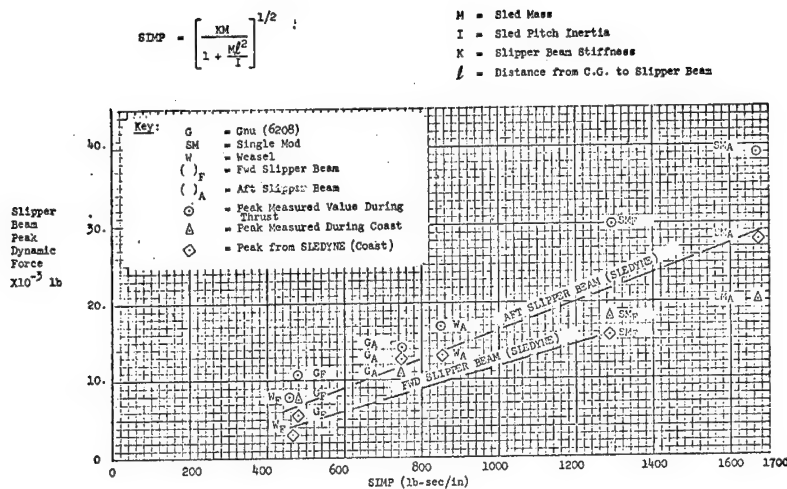 SIMP = [KM / 1 + Mℓ²/I]^1/2
M = Sled Mass
I = Sled Pitch Inertia
K = Slipper Beam Stiffness
ℓ = Distance from C.G. to Slipper Beam
Key:
G = Gnu (6208)
SM = Single Mod
W = Weasel
( )F = Fwd Slipper Beam
( )A = Aft Slipper Beam
⊙ = Peak Measured Value During
Thrust
△ = Peak Measured During Coast
◇ = Peak from SLEDYNE (Coast)
Slipper
Beam
Peak
Dynamic
Force
X10⁻³ lb
40.
30.
20
10.
0
SMA
SMF
SMA
SMA
SMF
SMF
AFT SLIPPER BEAM (SLEDYNE)
FWD SLIPPER BEAM (SLEDYNE)
WA
WA
GA
GA
GA
GF
WF
GF
WF
0 200 400 600 800 1000 1200 1400 1600 1700
SIMP (lb-sec/in)